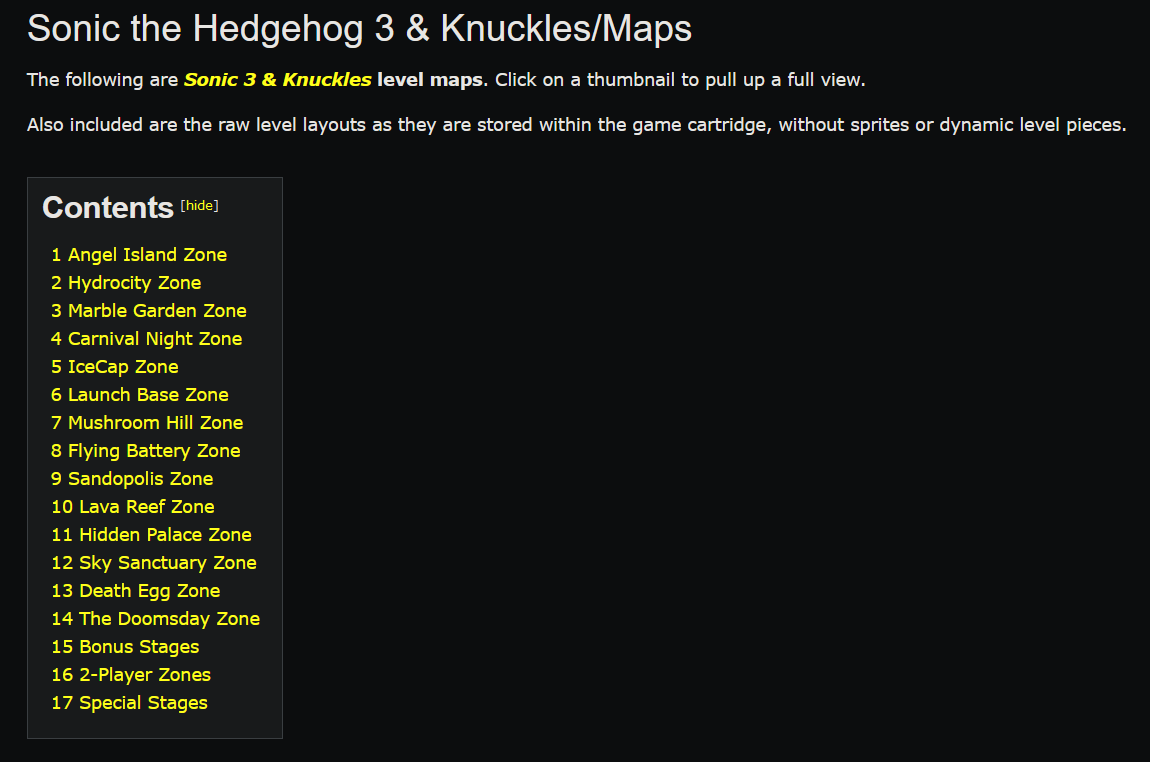 Sonic the Hedgehog 3 & Knuckles/Maps
The following are Sonic 3 & Knuckles level maps. Click on a thumbnail to pull up a full view.
Also included are the raw level layouts as they are stored within the game cartridge, without sprites or dynamic level pieces.
Contents [hide]
1 Angel Island Zone
2 Hydrocity Zone
3 Marble Garden Zone
4 Carnival Night Zone
5 IceCap Zone
6 Launch Base Zone
7 Mushroom Hill Zone
8 Flying Battery Zone
9 Sandopolis Zone
10 Lava Reef Zone
11 Hidden Palace Zone
12 Sky Sanctuary Zone
13 Death Egg Zone
14 The Doomsday Zone
15 Bonus Stages
16 2-Player Zones
17 Special Stages